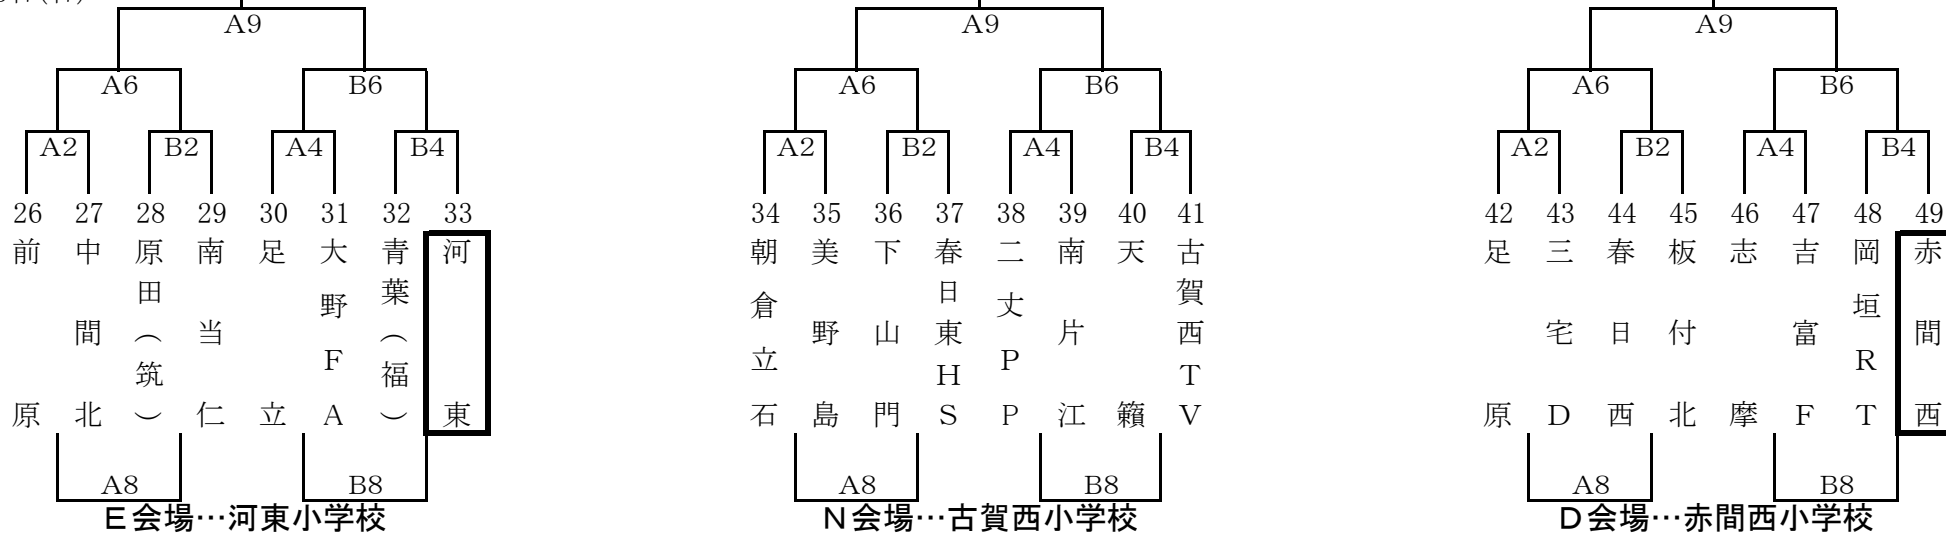 A9 A9 A9
A6 B6 A6 B6 A6 B6
A2 B2 A4 B4 A2 B2 A4 B4 A2 B2 A4 B4
26 27 28 29 30 31 32 33 34 35 36 37 38 39 40 41 42 43 44 45 46 47 48 49
前原
中間北
原田(筑)
南当仁
足立
大野FA
青葉(福)
河東
朝倉立石
美野島
下山門
春日東HS
二丈PP
南片江
天籟
古賀西TV
足原
三宅D
春日西
板付北
志摩
吉富F
岡垣RT
赤間西
A8 B8 A8 B8 A8 B8
E会場…河東小学校 N会場…古賀西小学校 D会場…赤間西小学校